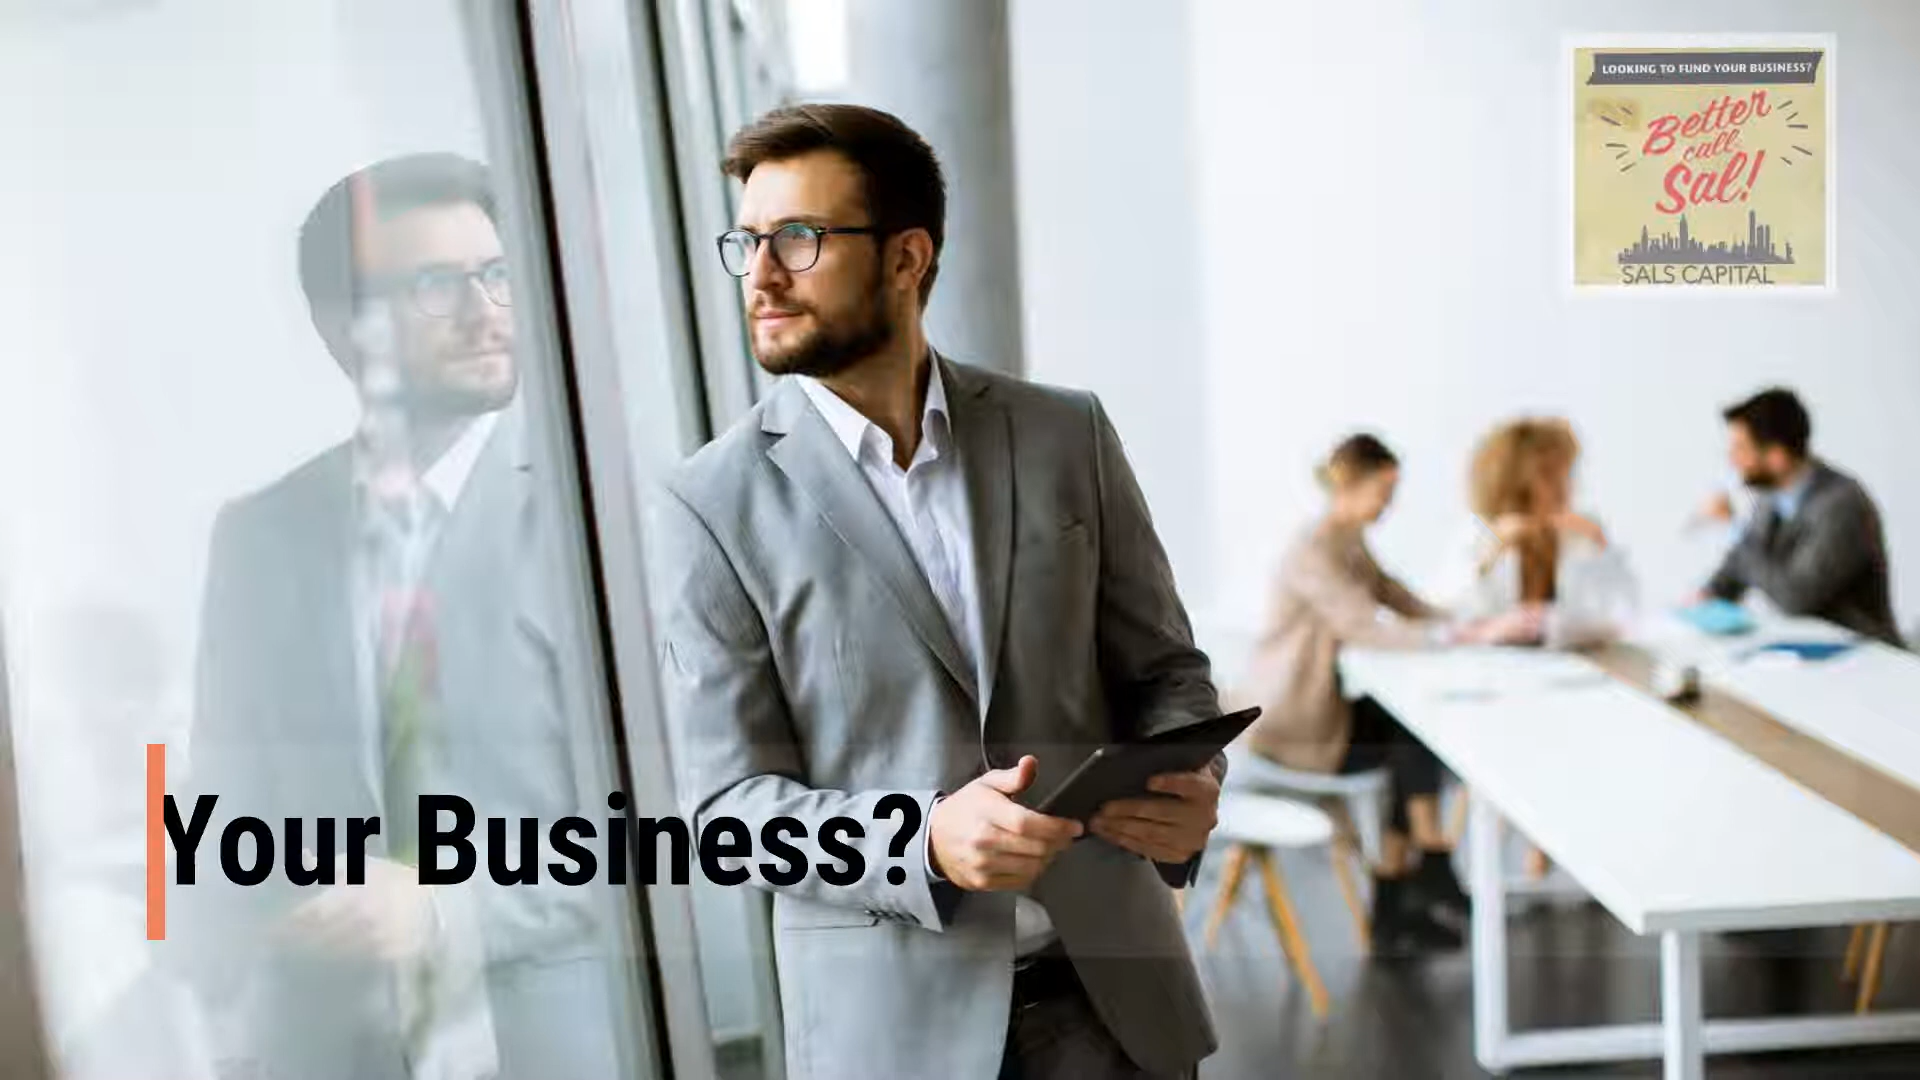 LOOKING TO FUND YOUR BUSINESS?
Better
call
Sal!
SALS CAPITAL
Your Business?